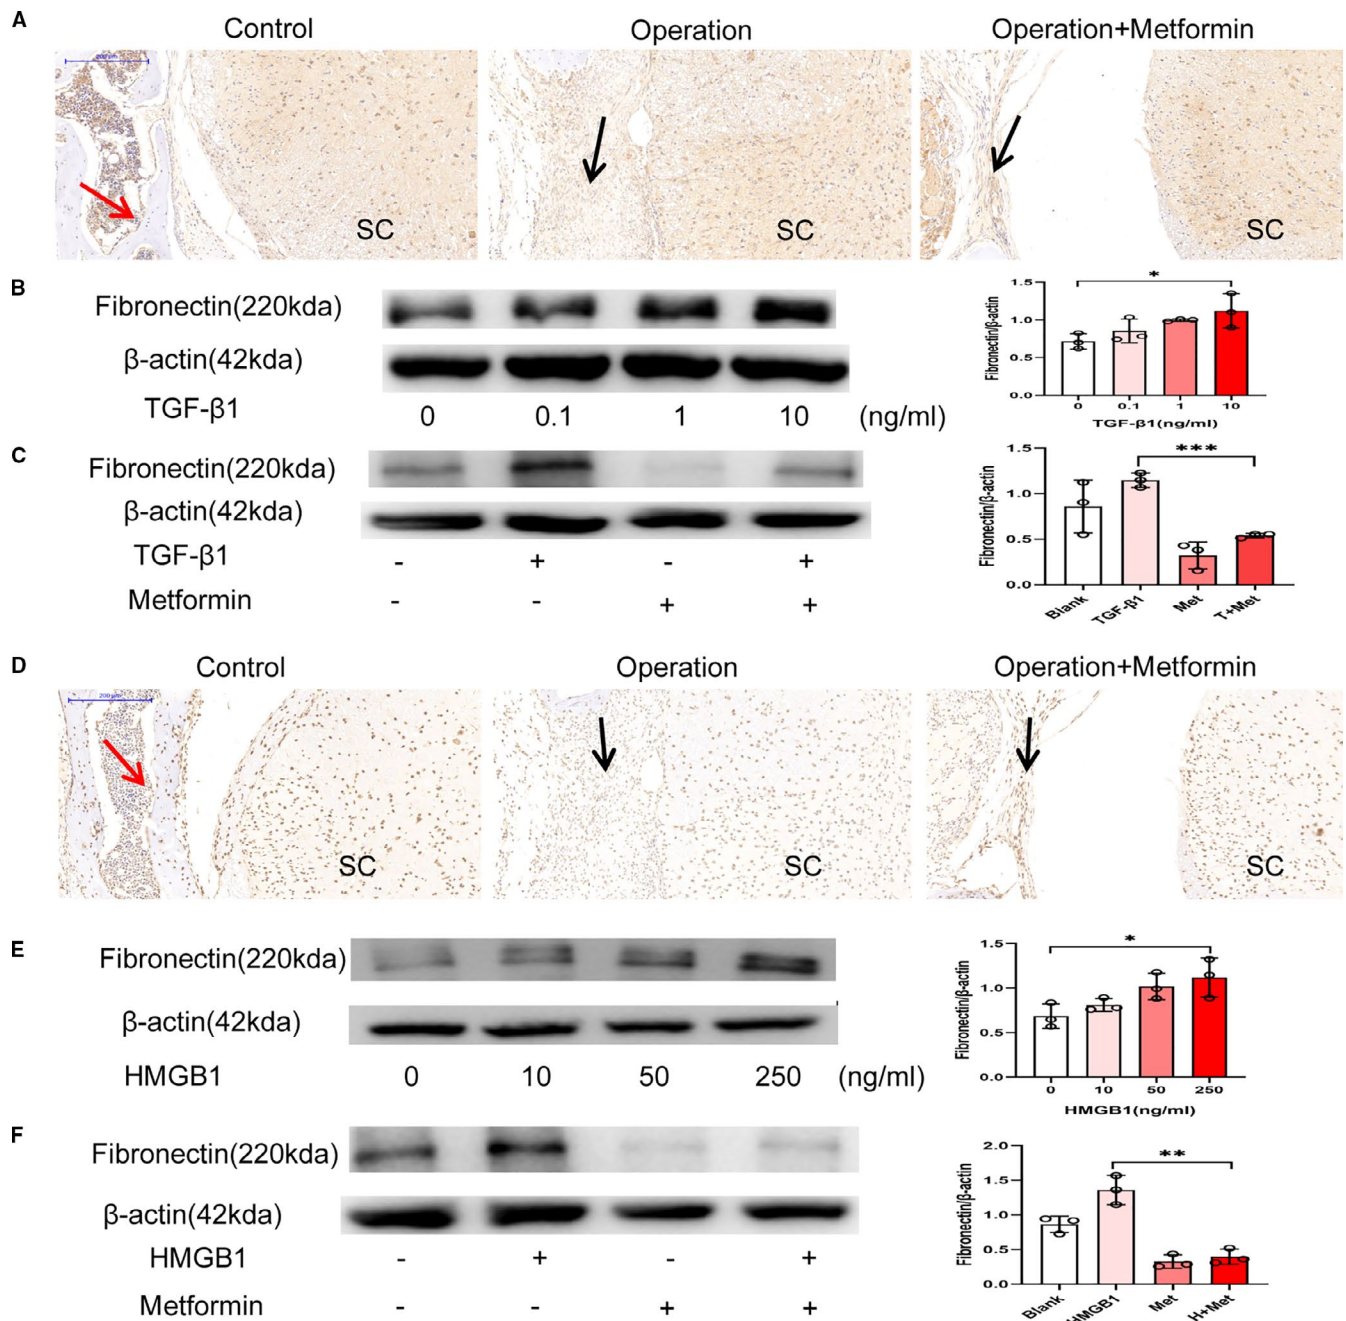 A
Control
Operation
Operation+Metformin
200 μm
SC
SC
SC
B
Fibronectin(220kda)
β-actin(42kda)
TGF-β1
0
0.1
1
10
(ng/ml)
Fibronectin/β-actin
1.5
1.0
0.5
0.0
*
0
0.1
1
10
TGF-β1(ng/ml)
C
Fibronectin(220kda)
β-actin(42kda)
TGF-β1
-
+
-
+
Metformin
-
-
+
+
Fibronectin/β-actin
1.5
1.0
0.5
0.0
***
Blank
TGF-β1
Met
T+Met
D
Control
Operation
Operation+Metformin
200 μm
SC
SC
SC
E
Fibronectin(220kda)
β-actin(42kda)
HMGB1
0
10
50
250
(ng/ml)
Fibronectin/β-actin
1.5
1.0
0.5
0.0
*
0
10
50
250
HMGB1(ng/ml)
F
Fibronectin(220kda)
β-actin(42kda)
HMGB1
-
+
-
+
Metformin
-
-
+
+
Fibronectin/β-actin
2.0
1.5
1.0
0.5
0.0
**
Blank
HMGB1
Met
H+Met